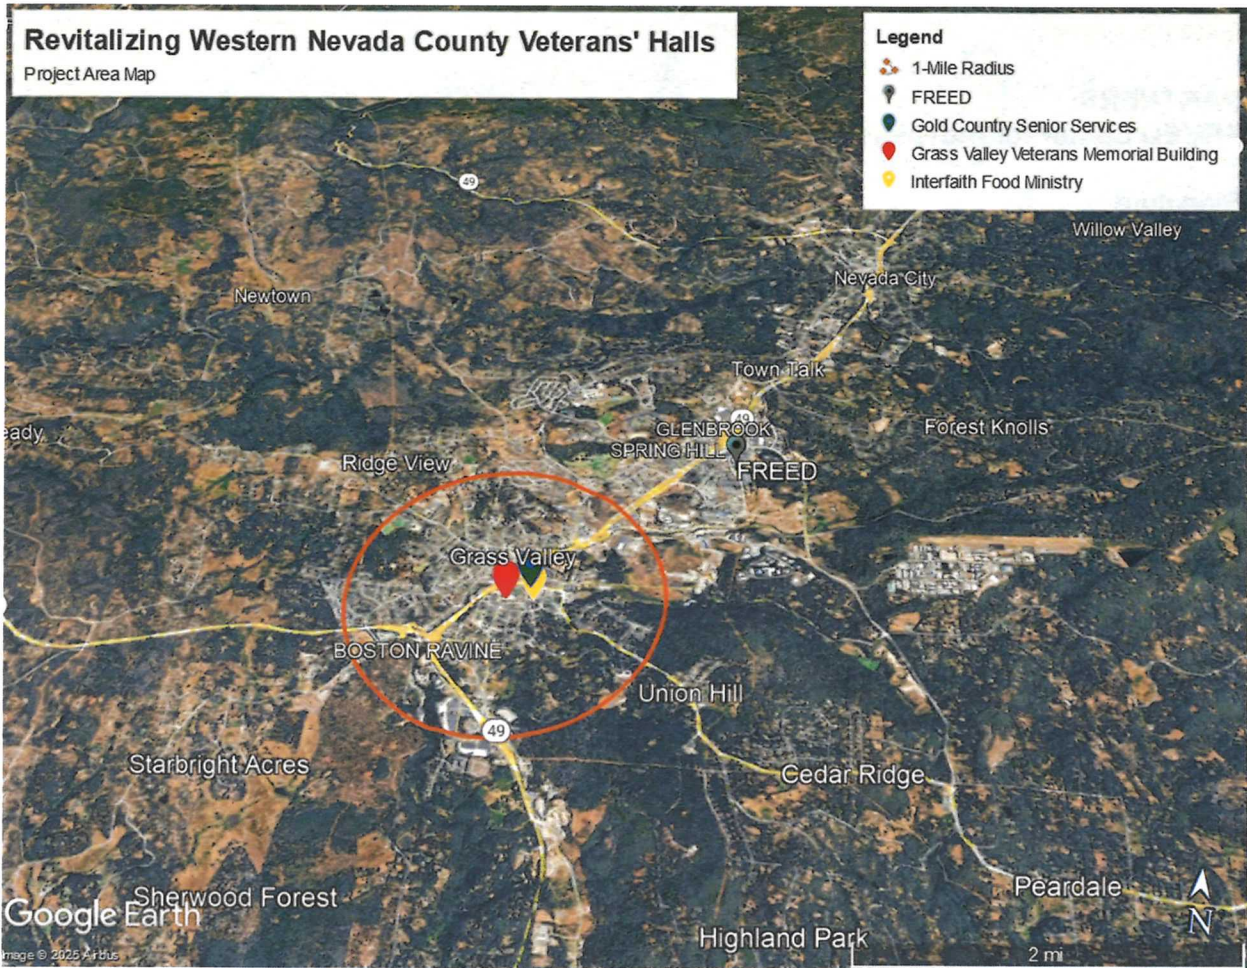 Revitalizing Western Nevada County Veterans' Halls
Project Area Map
Legend
1-Mile Radius
FREED
Gold Country Senior Services
Grass Valley Veterans Memorial Building
Interfaith Food Ministry
49
Willow Valley
Nevada City
Newtown
Town Talk
49
GLENBROOK
Forest Knolls
eady
SPRING HILL
Ridge View
FREED
Grass Valley
BOSTON RAVINE
Union Hill
49
Starbright Acres
Cedar Ridge
Peardale
Sherwood Forest
Google Earth
N
Highland Park
Image © 2025 Airbus
2 mi